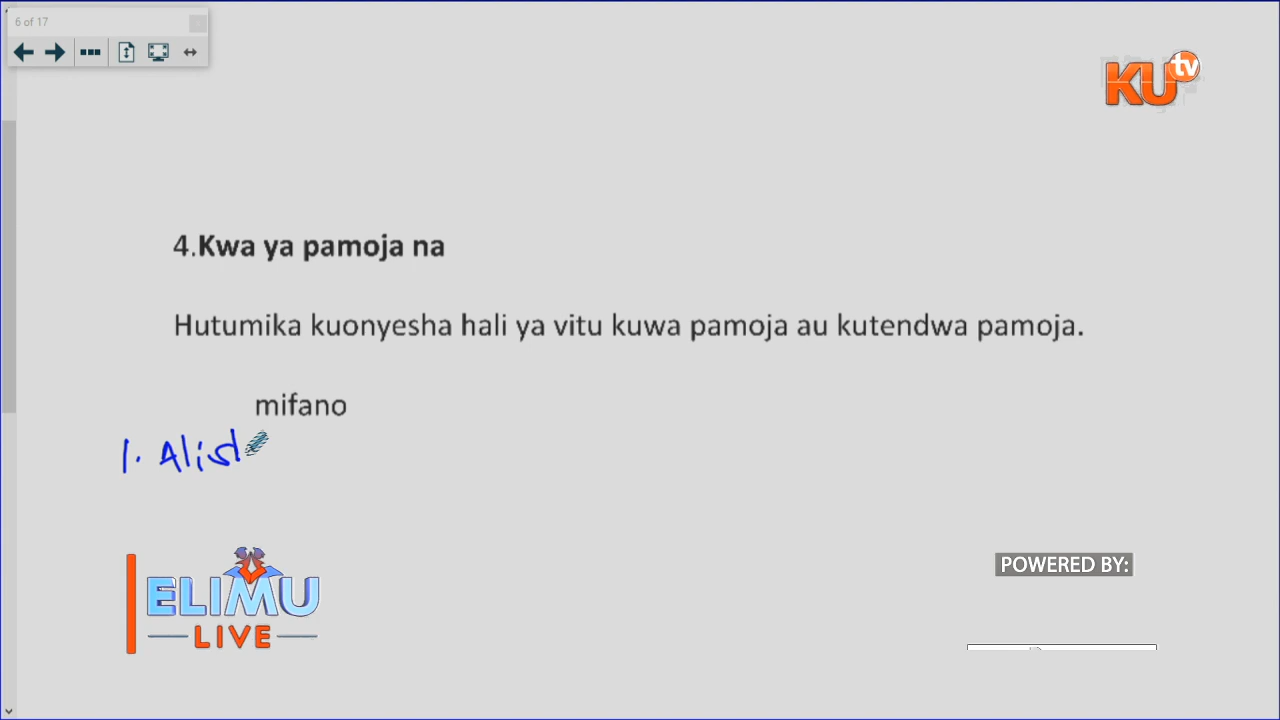 6 of 17
KU tv
4.Kwa ya pamoja na
Hutumika kuonyesha hali ya vitu kuwa pamoja au kutendwa pamoja.
mifano
1. Alist
ELIMU
LIVE
POWERED BY: